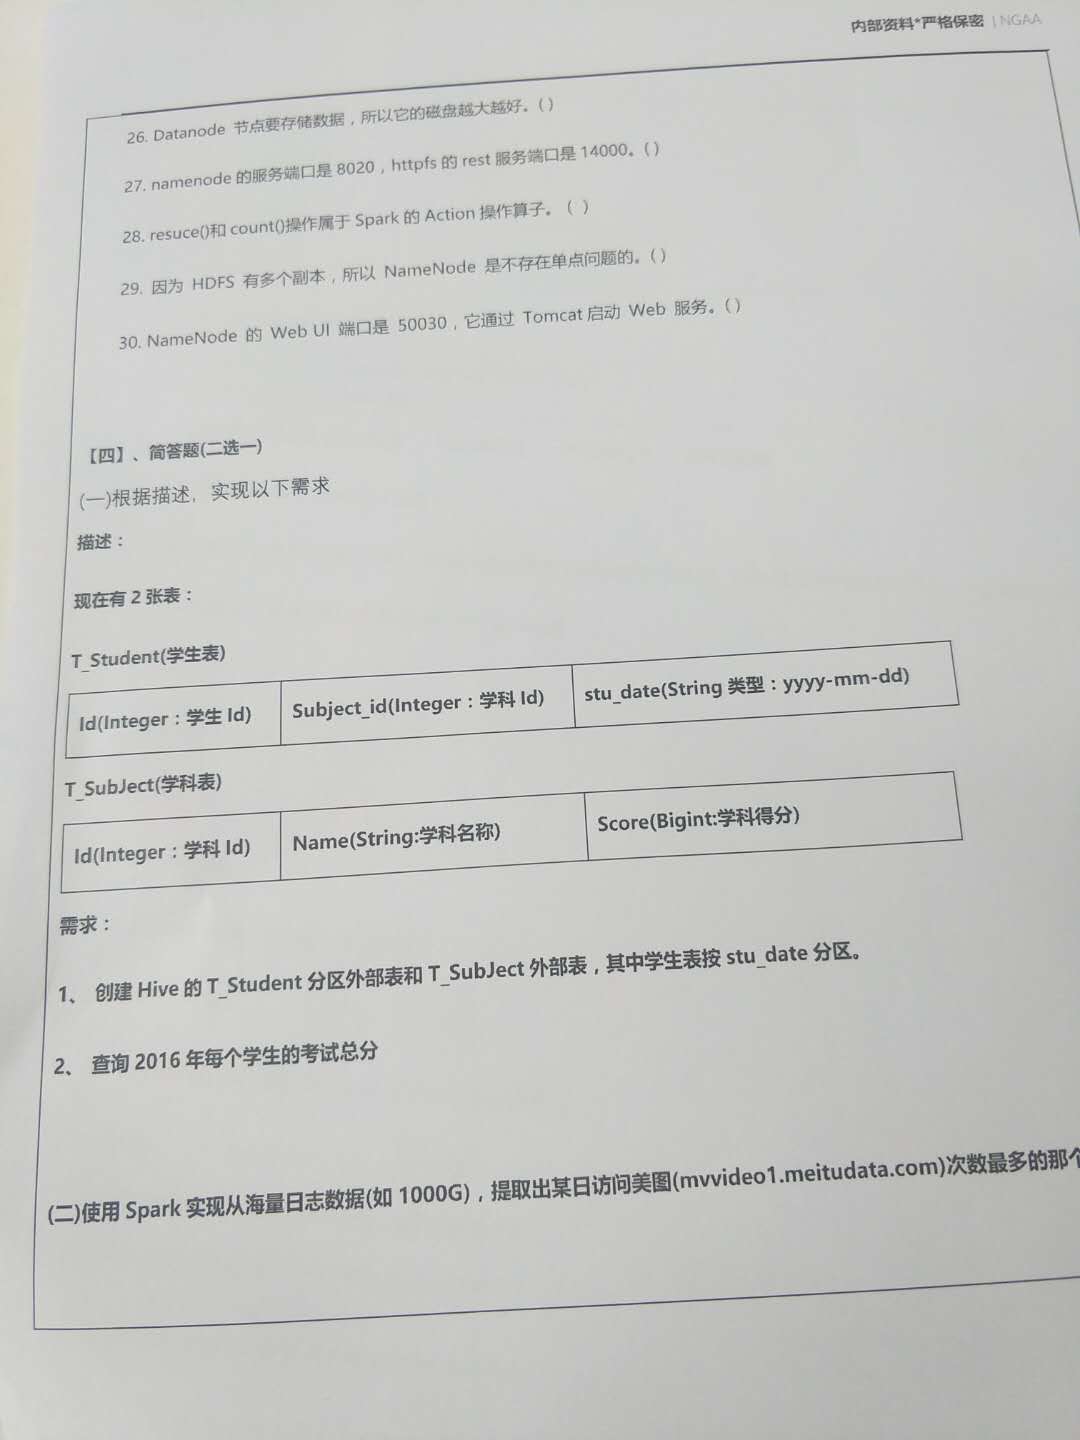 内部资料*严格保密 | NGAA
26. Datanode 节点要存储数据，所以它的磁盘越大越好。( )
27. namenode 的服务端口是 8020，httpfs 的 rest 服务端口是 14000。( )
28. resuce()和 count()操作属于 Spark 的 Action 操作算子。（ ）
29. 因为 HDFS 有多个副本，所以 NameNode 是不存在单点问题的。( )
30. NameNode 的 Web UI 端口是 50030，它通过 Tomcat 启动 Web 服务。( )
【四】、简答题(二选一)
(一)根据描述，实现以下需求
描述：
现在有 2 张表：
T_Student(学生表)
Id(Integer：学生 Id) Subject_id(Integer：学科 Id) stu_date(String 类型：yyyy-mm-dd)
T_SubJect(学科表)
Id(Integer：学科 Id) Name(String:学科名称) Score(Bigint:学科得分)
需求：
1、 创建 Hive 的 T_Student 分区外部表和 T_SubJect 外部表，其中学生表按 stu_date 分区。
2、 查询 2016 年每个学生的考试总分
(二)使用 Spark 实现从海量日志数据(如 1000G)，提取出某日访问美图(mvvideo1.meitudata.com)次数最多的那个